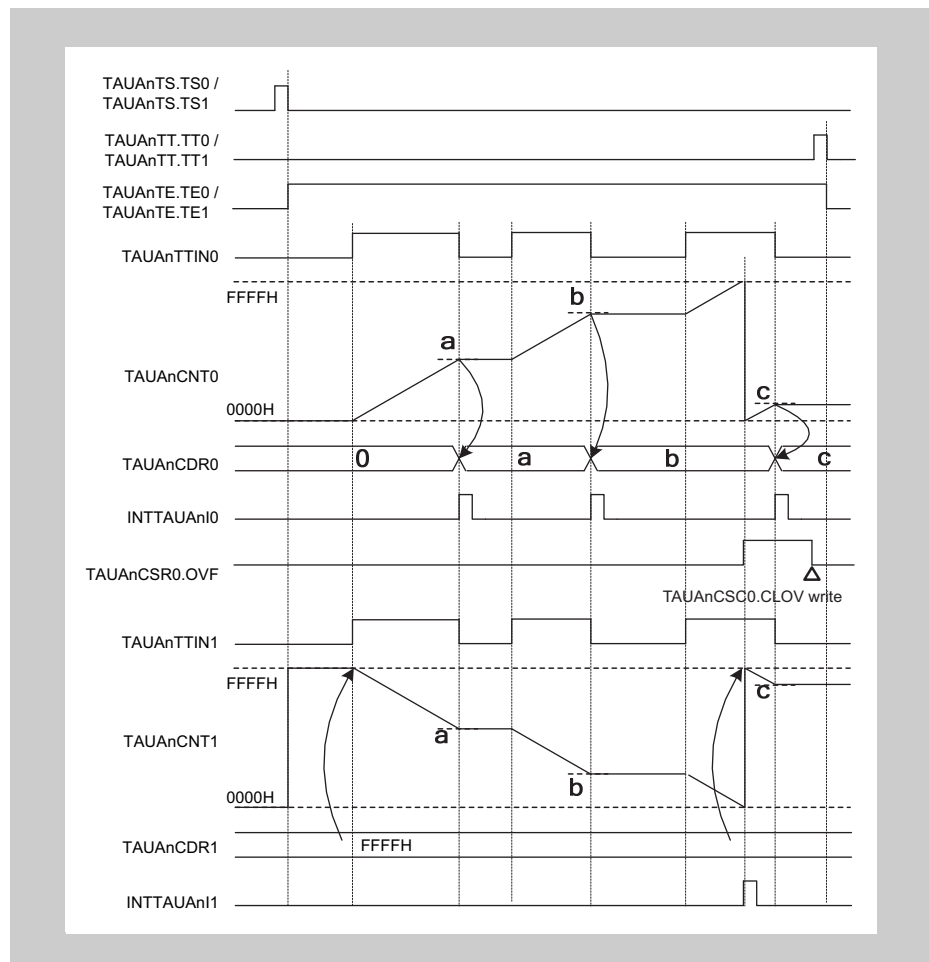 TAUAnTS.TS0 /
TAUAnTS.TS1
TAUAnTT.TT0 /
TAUAnTT.TT1
TAUAnTE.TE0 /
TAUAnTE.TE1
TAUAnTTIN0
FFFFH
b
a
TAUAnCNT0
c
0000H
TAUAnCDR0
0
a
b
c
INTTAUAnI0
TAUAnCSR0.OVF
TAUAnCSC0.CLOV write
TAUAnTTIN1
FFFFH
c
TAUAnCNT1
a
b
0000H
TAUAnCDR1
FFFFH
INTTAUAnI1